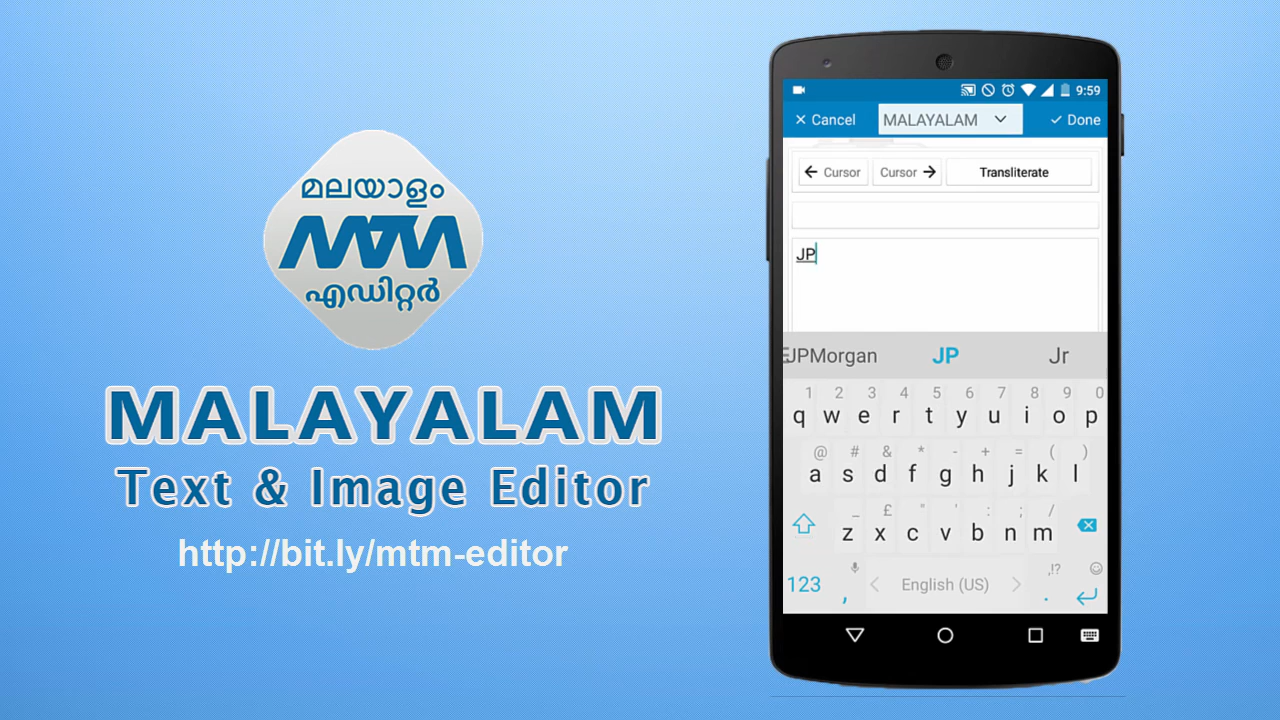 മലയാളം
MTM
എഡിറ്റർ
MALAYALAM
Text & Image Editor
http://bit.ly/mtm-editor
9:59
Cancel MALAYALAM Done
Cursor Cursor Transliterate
JP
JPMorgan JP Jr
1 2 3 4 5 6 7 8 9 0
q w e r t y u i o p
@ # & * - + = ( )
a s d f g h j k l
_ £ " ' : ; /
z x c v b n m
,!?
123 , English (US) .